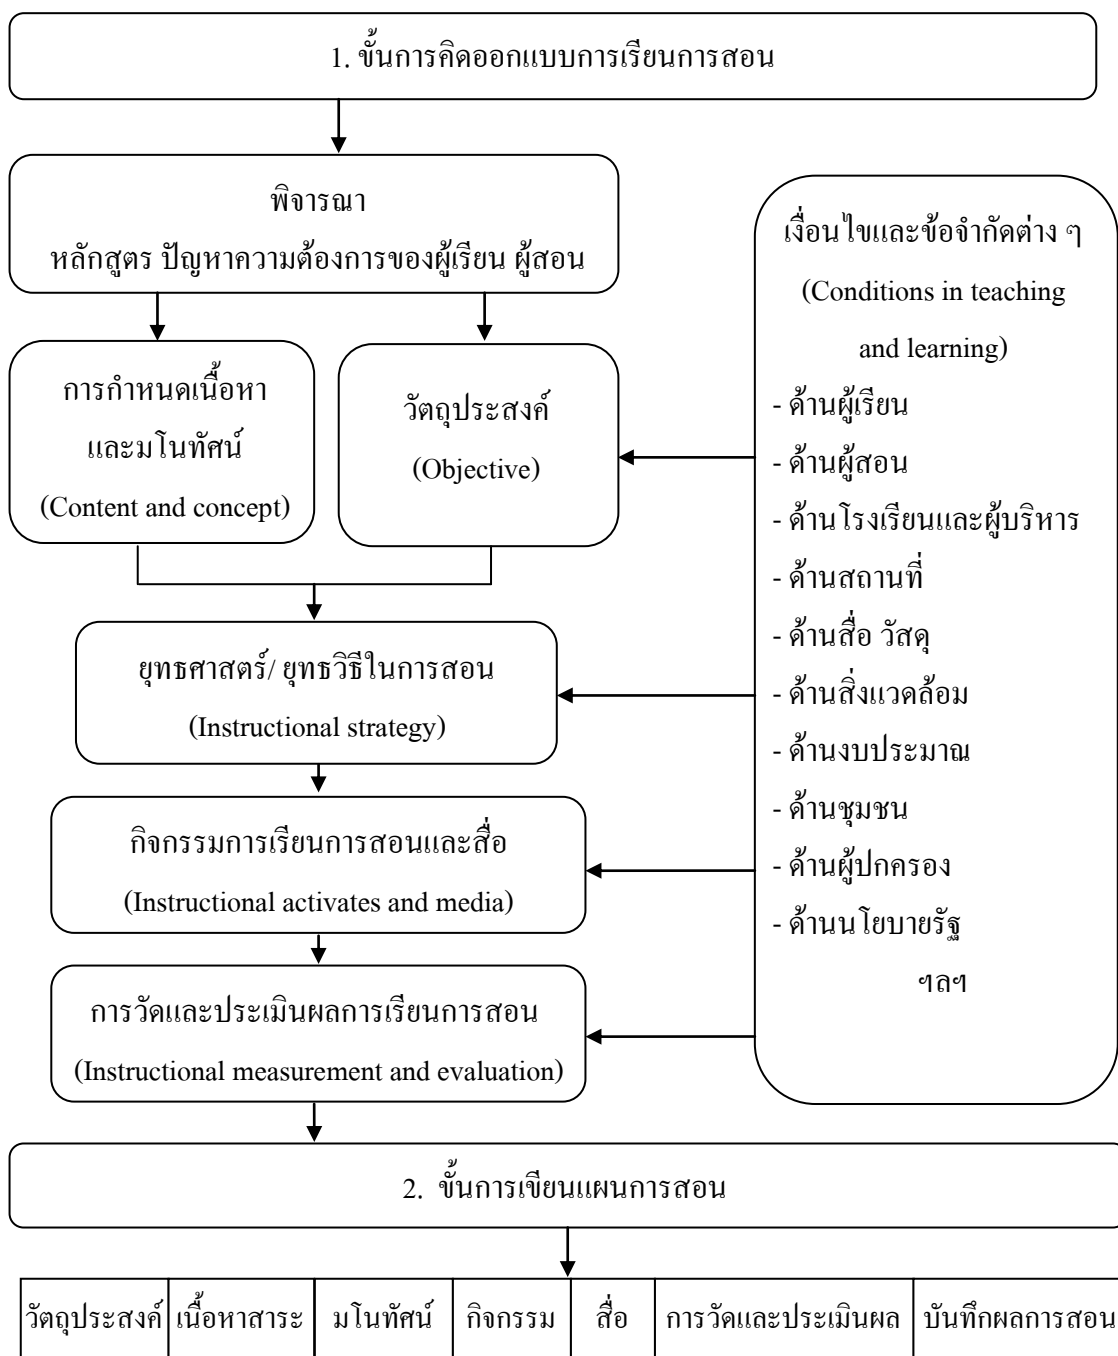 1. ขั้นการคิดออกแบบการเรียนการสอน
พิจารณา
หลักสูตร ปัญหาความต้องการของผู้เรียน ผู้สอน
การกำหนดเนื้อหา
และมโนทัศน์
(Content and concept)
วัตถุประสงค์
(Objective)
ยุทธศาสตร์/ ยุทธวิธีในการสอน
(Instructional strategy)
กิจกรรมการเรียนการสอนและสื่อ
(Instructional activates and media)
การวัดและประเมินผลการเรียนการสอน
(Instructional measurement and evaluation)
เงื่อนไขและข้อจำกัดต่าง ๆ
(Conditions in teaching
and learning)
- ด้านผู้เรียน
- ด้านผู้สอน
- ด้านโรงเรียนและผู้บริหาร
- ด้านสถานที่
- ด้านสื่อ วัสดุ
- ด้านสิ่งแวดล้อม
- ด้านงบประมาณ
- ด้านชุมชน
- ด้านผู้ปกครอง
- ด้านนโยบายรัฐ
ฯลฯ
2. ขั้นการเขียนแผนการสอน
วัตถุประสงค์ เนื้อหาสาระ มโนทัศน์ กิจกรรม สื่อ การวัดและประเมินผล บันทึกผลการสอน